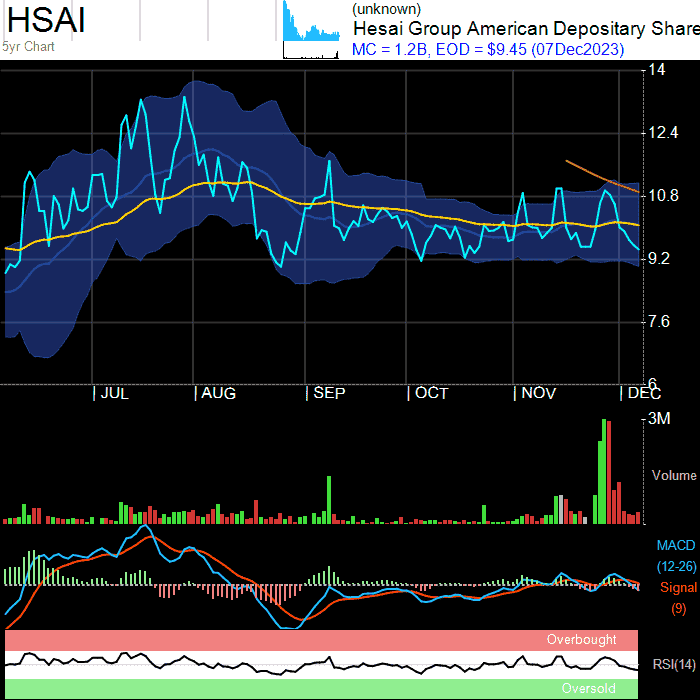 HSAI
5yr Chart
(unknown)
Hesai Group American Depositary Share
MC = 1.2B, EOD = $9.45 (07Dec2023)
14
12.4
10.8
9.2
7.6
6
JUL AUG SEP OCT NOV DEC
3M
Volume
MACD
(12-26)
Signal
(9)
Overbought
RSI(14)
Oversold